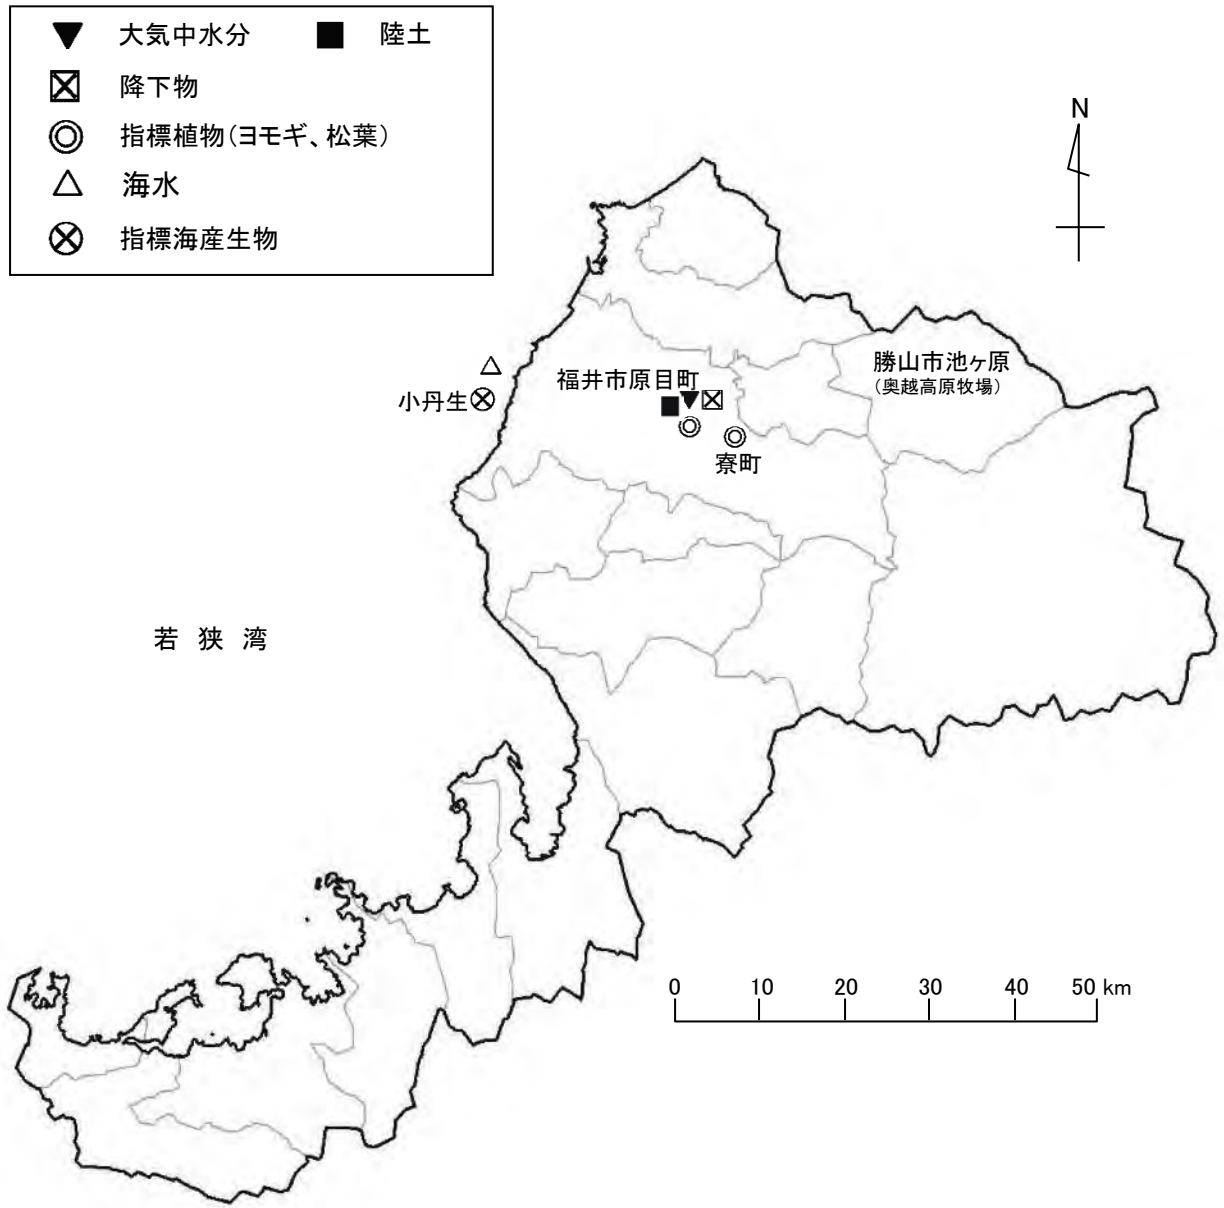 大気中水分 陸土
降下物
指標植物（ヨモギ、松葉）
海水
指標海産生物
N
勝山市池ヶ原
（奥越高原牧場）
福井市原目町
小丹生
寮町
若狭湾
0 10 20 30 40 50 km